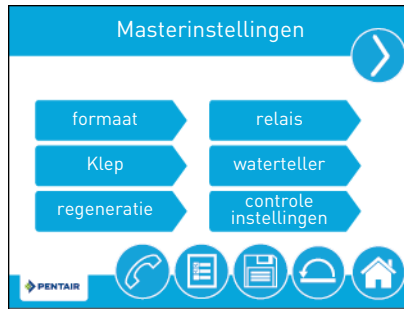 Masterinstellingen
formaat
relais
Klep
waterteller
regeneratie
controle
instellingen
PENTAIR